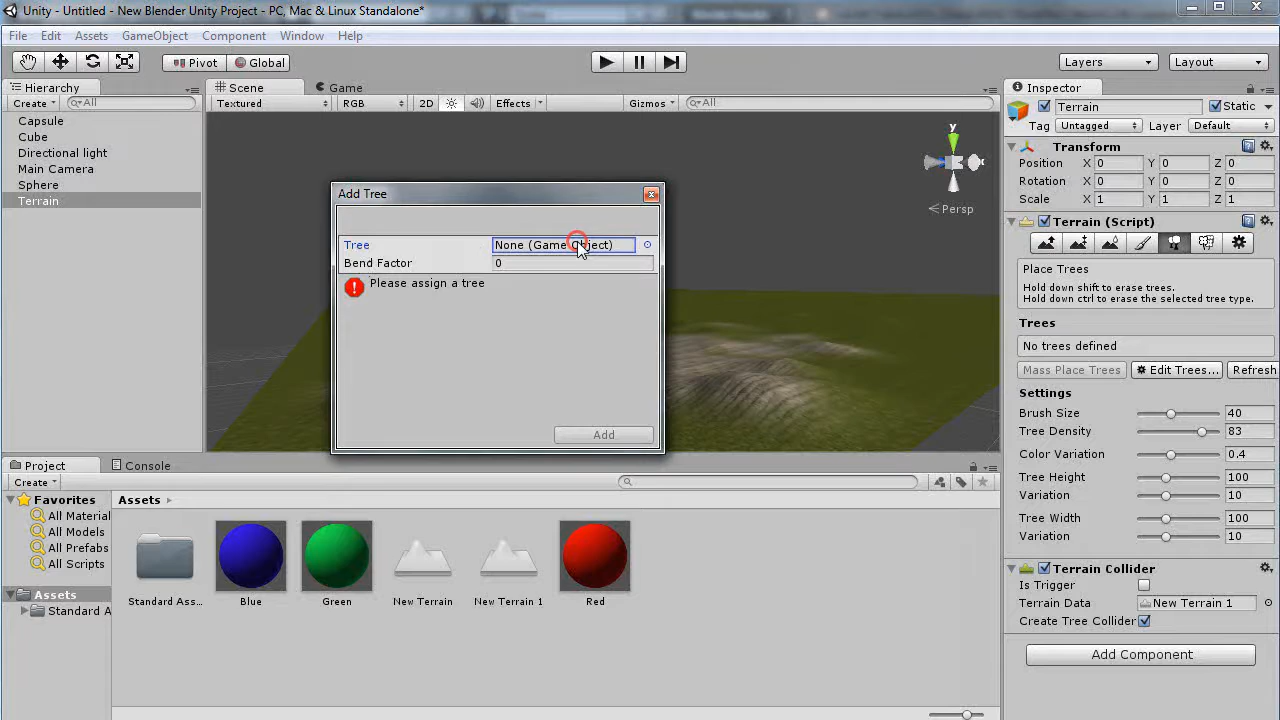 Unity - Untitled - New Blender Unity Project - PC, Mac & Linux Standalone*
File Edit Assets GameObject Component Window Help
Pivot Global Layers Layout
Hierarchy
Create All
Capsule
Cube
Directional light
Main Camera
Sphere
Terrain
Scene Game
Textured RGB 2D Effects Gizmos All
y
x
Persp
Add Tree
Tree None (Game Object)
Bend Factor 0
Please assign a tree
Add
Inspector
Terrain Static
Tag Untagged Layer Default
Transform
Position X 0 Y 0 Z 0
Rotation X 0 Y 0 Z 0
Scale X 1 Y 1 Z 1
Terrain (Script)
Place Trees
Hold down shift to erase trees.
Hold down ctrl to erase the selected tree type.
Trees
No trees defined
Mass Place Trees Edit Trees... Refresh
Settings
Brush Size 40
Tree Density 83
Color Variation 0.4
Tree Height 100
Variation 10
Tree Width 100
Variation 10
Terrain Collider
Is Trigger
Terrain Data New Terrain 1
Create Tree Collider
Add Component
Project Console
Create
Favorites
All Material
All Models
All Prefabs
All Scripts
Assets
Standard A
Assets
Standard Ass...
Blue
Green
New Terrain
New Terrain 1
Red